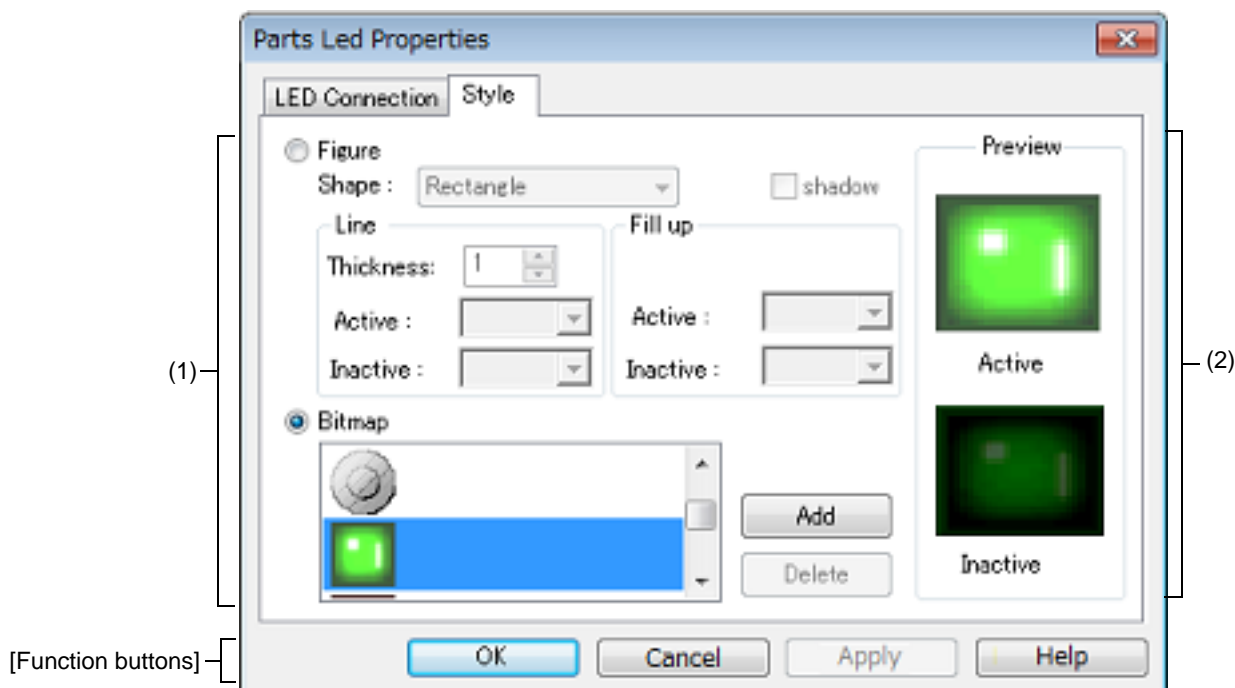 Parts Led Properties
LED Connection
Style
Figure
Shape :
Rectangle
shadow
Line
Thickness:
1
Active :
Inactive :
Fill up
Active :
Inactive :
Bitmap
Add
Delete
Preview
Active
Inactive
(1)
(2)
[Function buttons]
OK
Cancel
Apply
Help